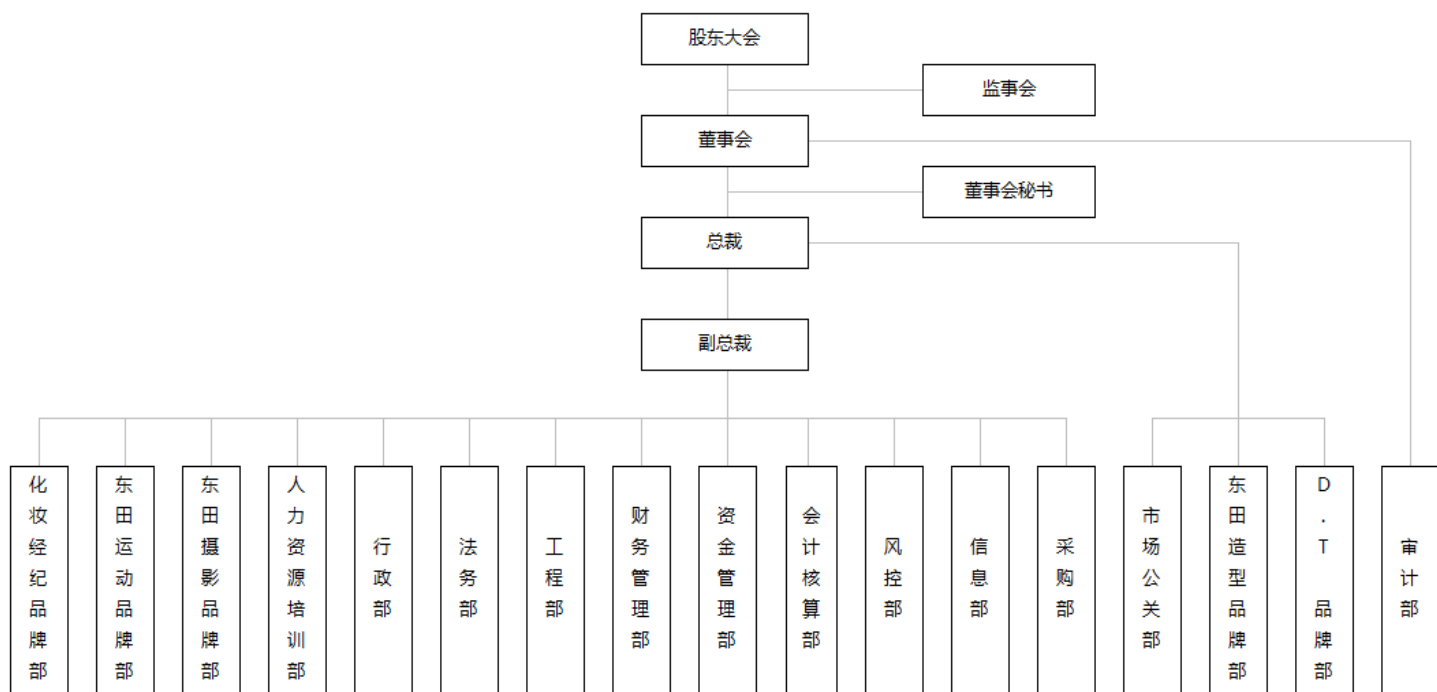 股东大会
监事会
董事会
董事会秘书
总裁
副总裁
化妆经纪品牌部
东田运动品牌部
东田摄影品牌部
人力资源培训部
行政部
法务部
工程部
财务管理部
资金管理部
会计核算部
风控部
信息部
采购部
市场公关部
东田造型品牌部
D.T 品牌部
审计部